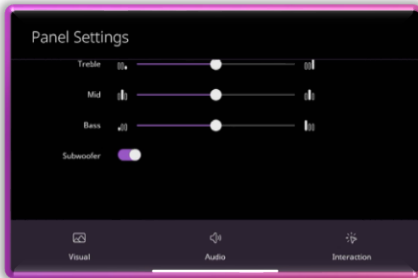 Panel Settings
Treble
Mid
Bass
Subwoofer
Visual Audio Interaction